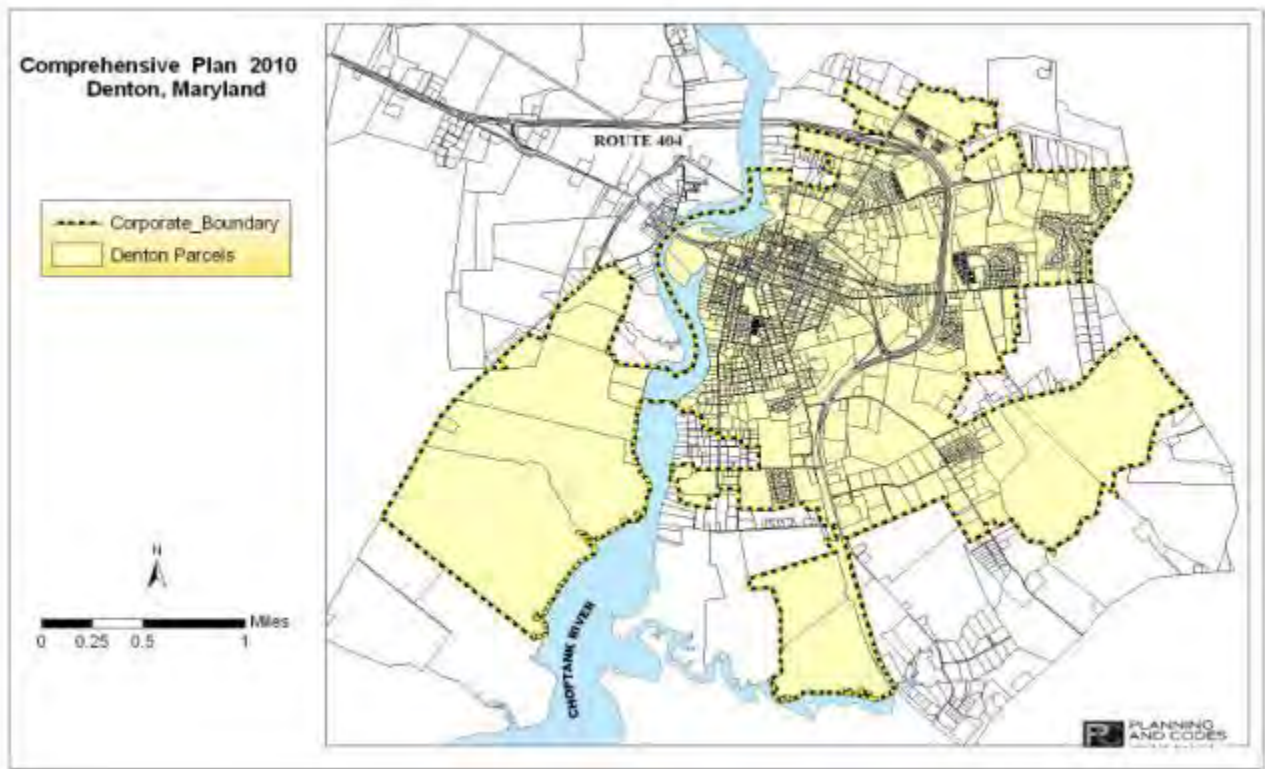 Comprehensive Plan 2010
Denton, Maryland
ROUTE 404
Corporate_Boundary
Denton Parcels
N
Miles
0 0.25 0.5 1
CHOPTANK RIVER
PLANNING
AND CODES